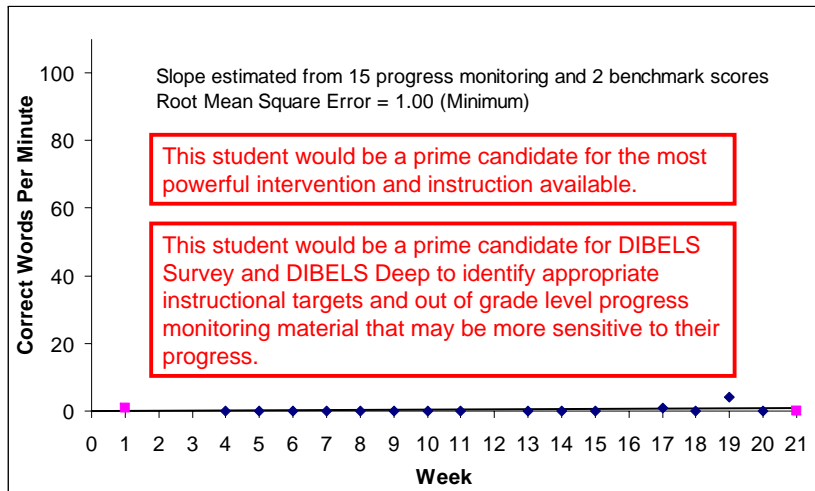 Slope estimated from 15 progress monitoring and 2 benchmark scores
Root Mean Square Error = 1.00 (Minimum)
This student would be a prime candidate for the most
powerful intervention and instruction available.
This student would be a prime candidate for DIBELS
Survey and DIBELS Deep to identify appropriate
instructional targets and out of grade level progress
monitoring material that may be more sensitive to their
progress.
Correct Words Per Minute
100
80
60
40
20
0
0 1 2 3 4 5 6 7 8 9 10 11 12 13 14 15 16 17 18 19 20 21
Week